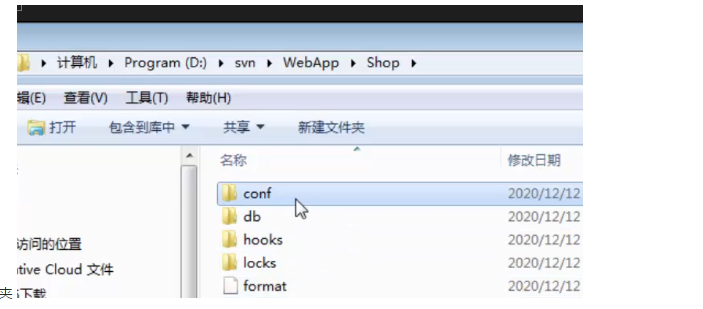 计算机 Program (D:) svn WebApp Shop
辑(E) 查看(V) 工具(T) 帮助(H)
打开 包含到库中 共享 新建文件夹
名称 修改日期
conf 2020/12/12
db 2020/12/12
hooks 2020/12/12
locks 2020/12/12
format 2020/12/12
访问的位置
tive Cloud 文件
下载
夹